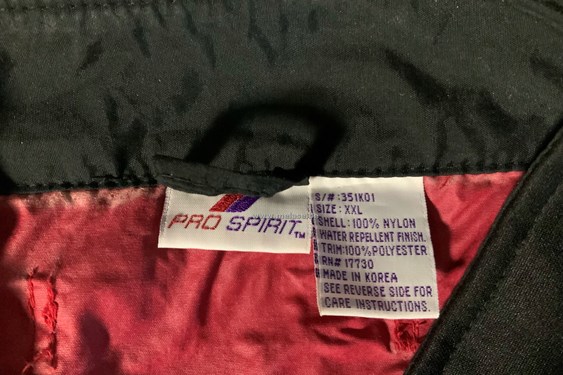 PRO SPIRIT™
S/#:351K01
SIZE: XXL
SHELL:100% NYLON
WATER REPELLENT FINISH.
TRIM:100%POLYESTER
RN# 17730
MADE IN KOREA
SEE REVERSE SIDE FOR
CARE INSTRUCTIONS.